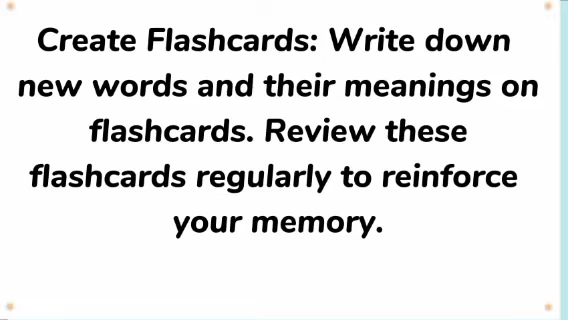 Create Flashcards: Write down
new words and their meanings on
flashcards. Review these
flashcards regularly to reinforce
your memory.